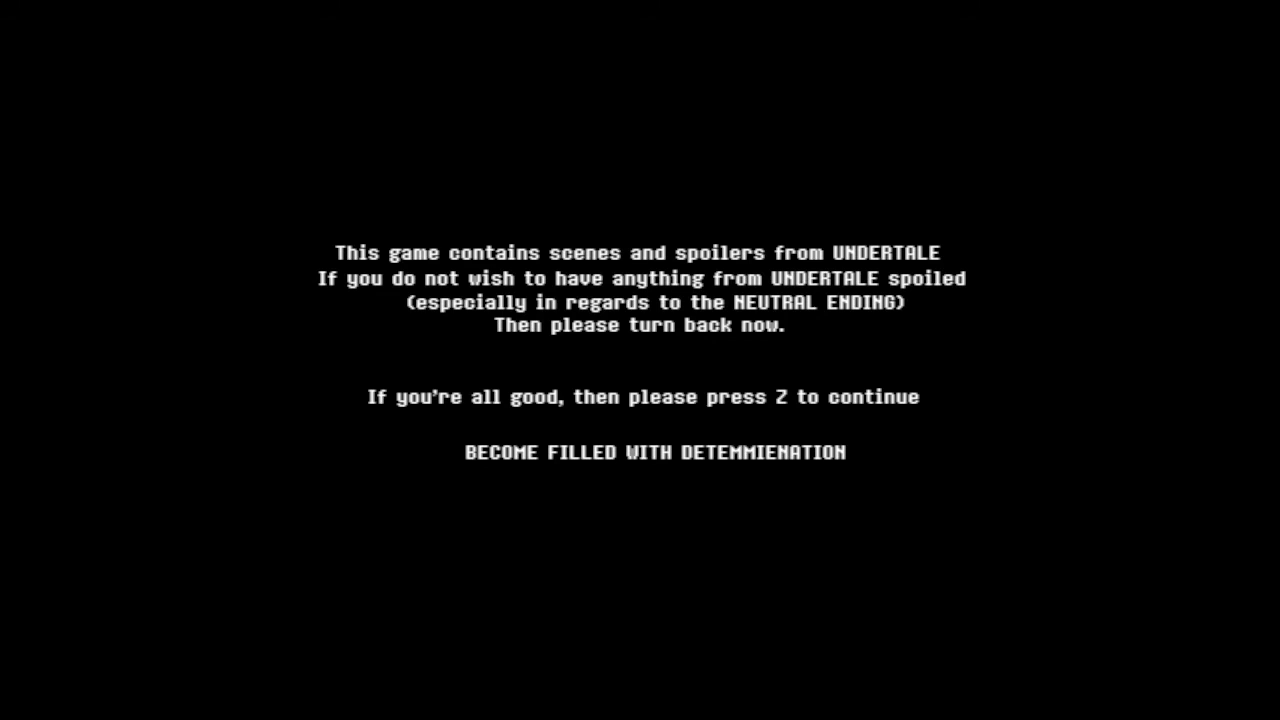 This game contains scenes and spoilers from UNDERTALE
If you do not wish to have anything from UNDERTALE spoiled
(especially in regards to the NEUTRAL ENDING)
Then please turn back now.
If you're all good, then please press Z to continue
BECOME FILLED WITH DETEMMIENATION